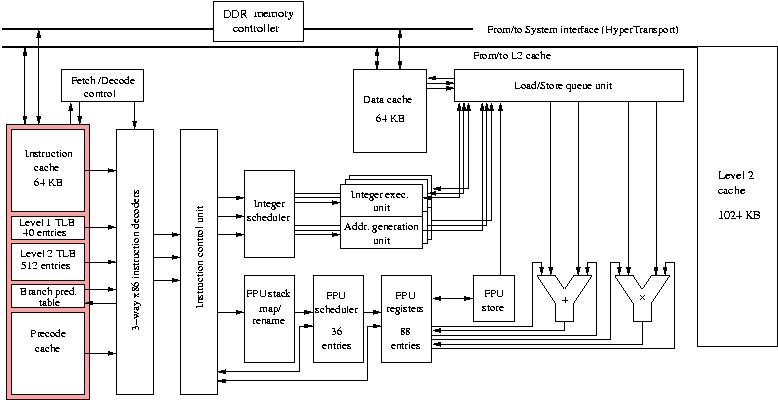 DDR memory
controller
From/to System interface (HyperTransport)
From/to L2 cache
Fetch /Decode
control
Data cache
64 KB
Load/Store queue unit
Level 2
cache
1024 KB
Instruction
cache
64 KB
Level 1 TLB
40 entries
Level 2 TLB
512 entries
Branch pred.
table
Precode
cache
3-way x86 instruction decoders
Instruction control unit
Integer
scheduler
Integer exec.
unit
Addr. generation
unit
FPU stack
map/
rename
FPU
scheduler
36
entries
FPU
registers
88
entries
FPU
store
+
×